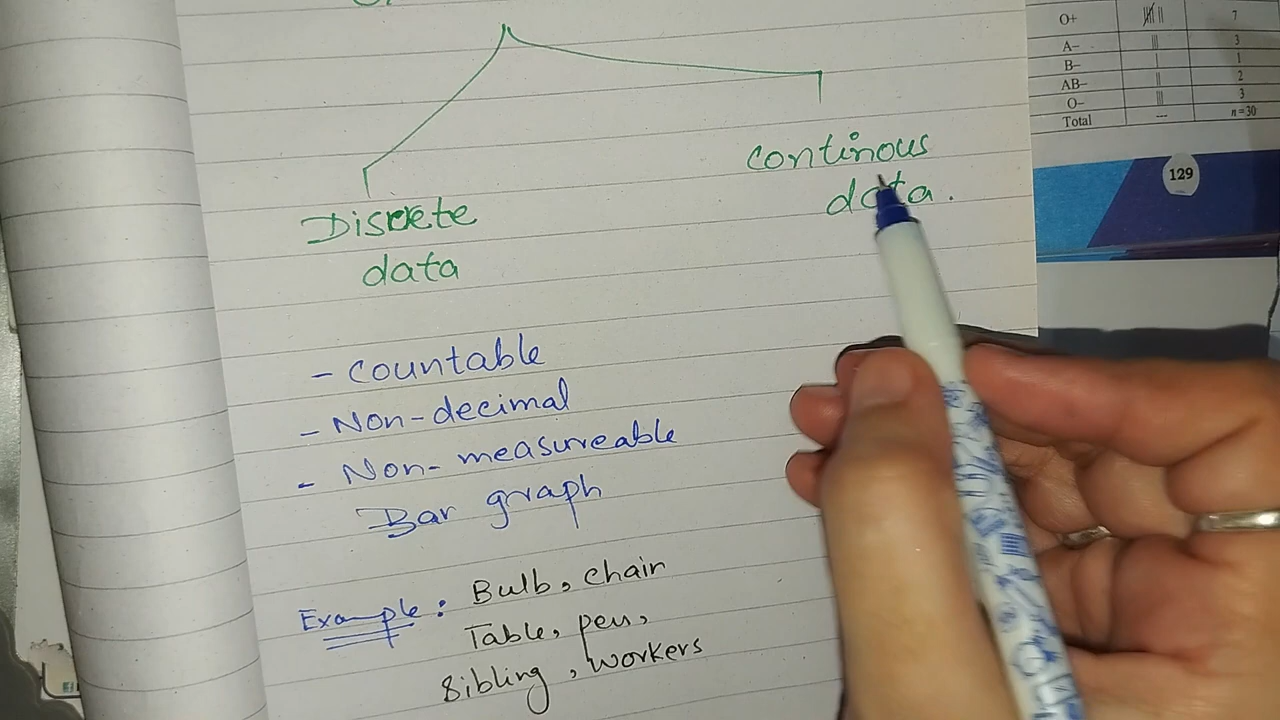 Discrete
data
continous
data.
- countable
- Non-decimal
- Non-measureable
Bar graph
Example: Bulb, chair
Table, pen,
Sibling, workers
O+ 7
A- ||| 3
B- | 1
AB- || 2
O- ||| 3
Total --- n = 30
129